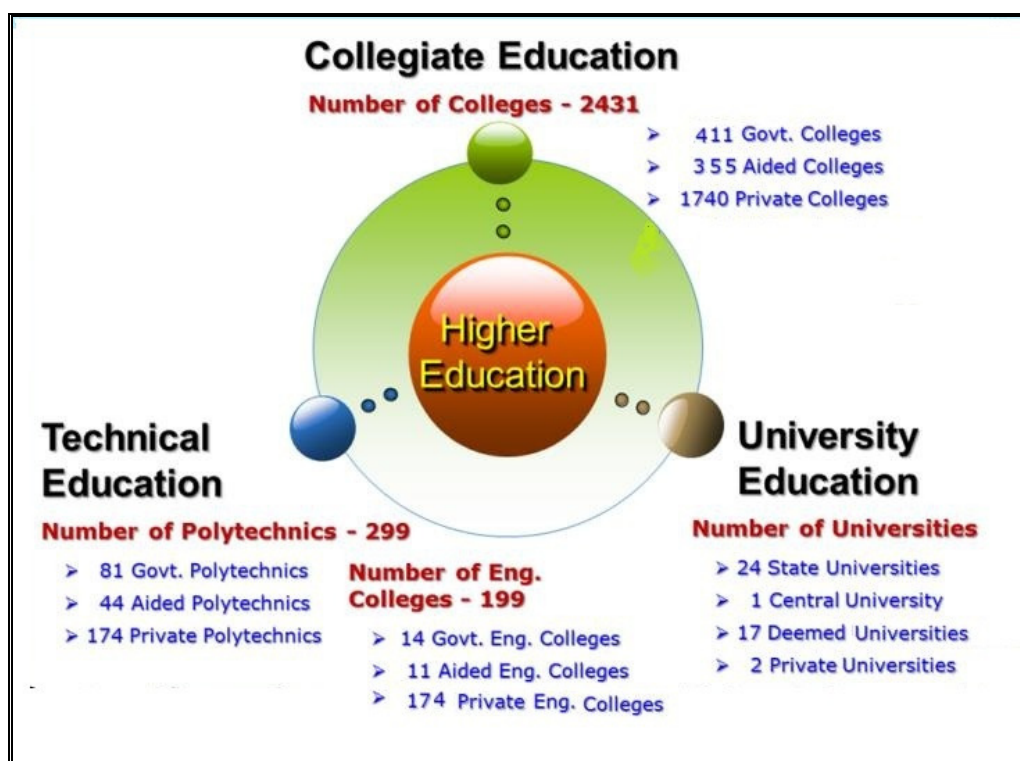 Collegiate Education
Number of Colleges - 2431
➢ 411 Govt. Colleges
➢ 355 Aided Colleges
➢ 1740 Private Colleges
Higher
Education
Technical
Education
Number of Polytechnics - 299
➢ 81 Govt. Polytechnics
➢ 44 Aided Polytechnics
➢ 174 Private Polytechnics
Number of Eng.
Colleges - 199
➢ 14 Govt. Eng. Colleges
➢ 11 Aided Eng. Colleges
➢ 174 Private Eng. Colleges
University
Education
Number of Universities
➢ 24 State Universities
➢ 1 Central University
➢ 17 Deemed Universities
➢ 2 Private Universities